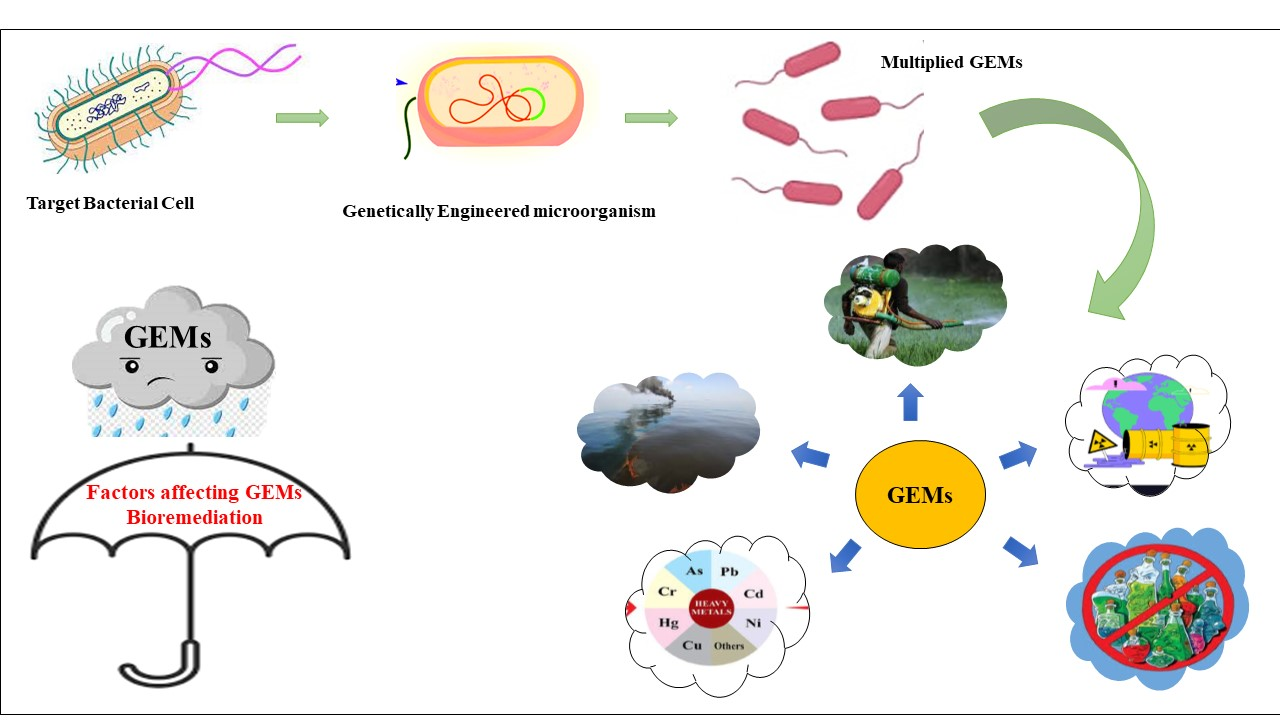 Multiplied GEMs
Target Bacterial Cell
Genetically Engineered microorganism
GEMs
Factors affecting GEMs
Bioremediation
GEMs
As
Pb
Cr
Cd
HEAVY
METALS
Hg
Ni
Cu
Others